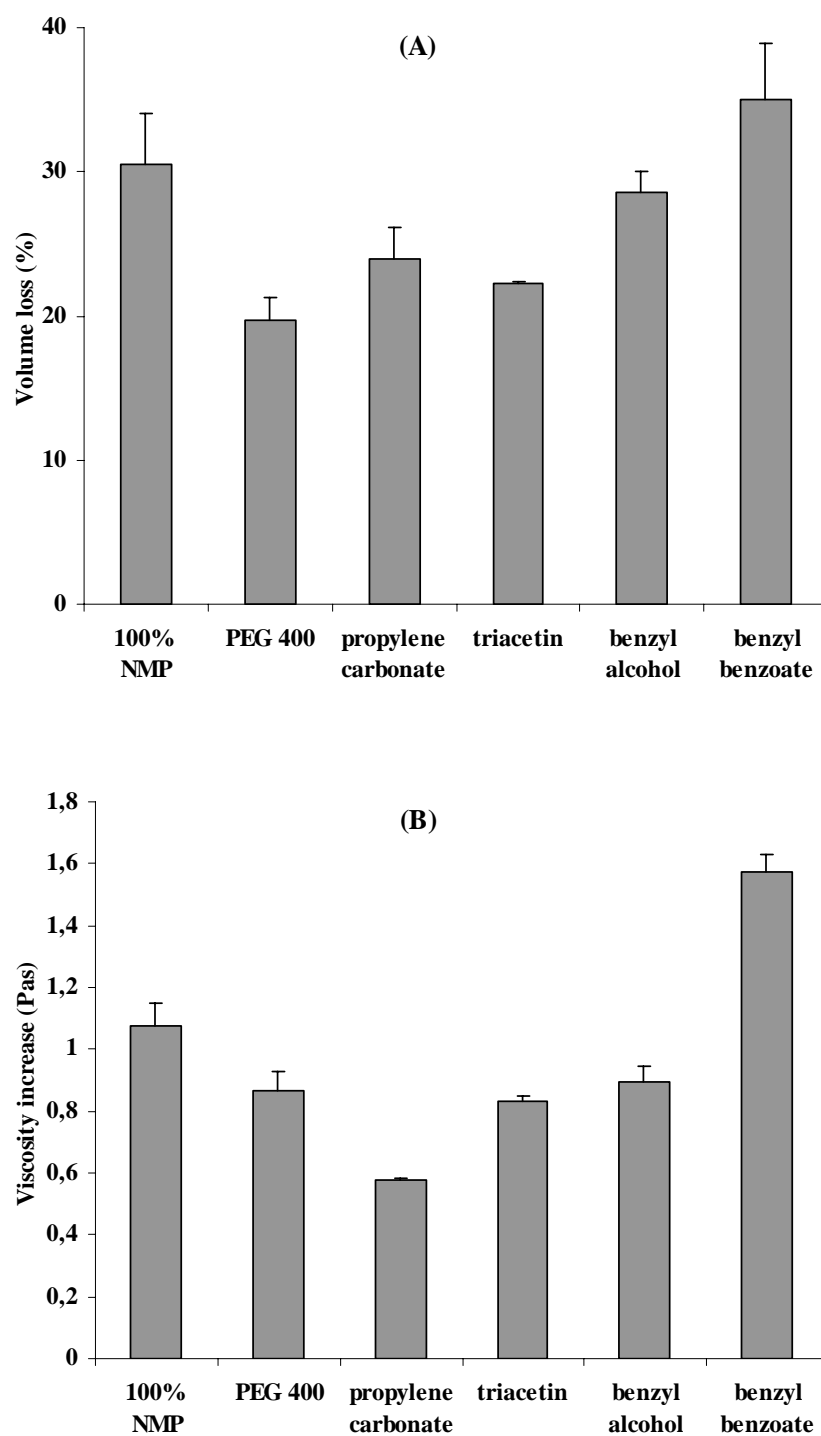 (A)
Volume loss (%)
40
30
20
10
0
100% NMP
PEG 400
propylene carbonate
triacetin
benzyl alcohol
benzyl benzoate
(B)
Viscosity increase (Pas)
1,8
1,6
1,4
1,2
1
0,8
0,6
0,4
0,2
0
100% NMP
PEG 400
propylene carbonate
triacetin
benzyl alcohol
benzyl benzoate